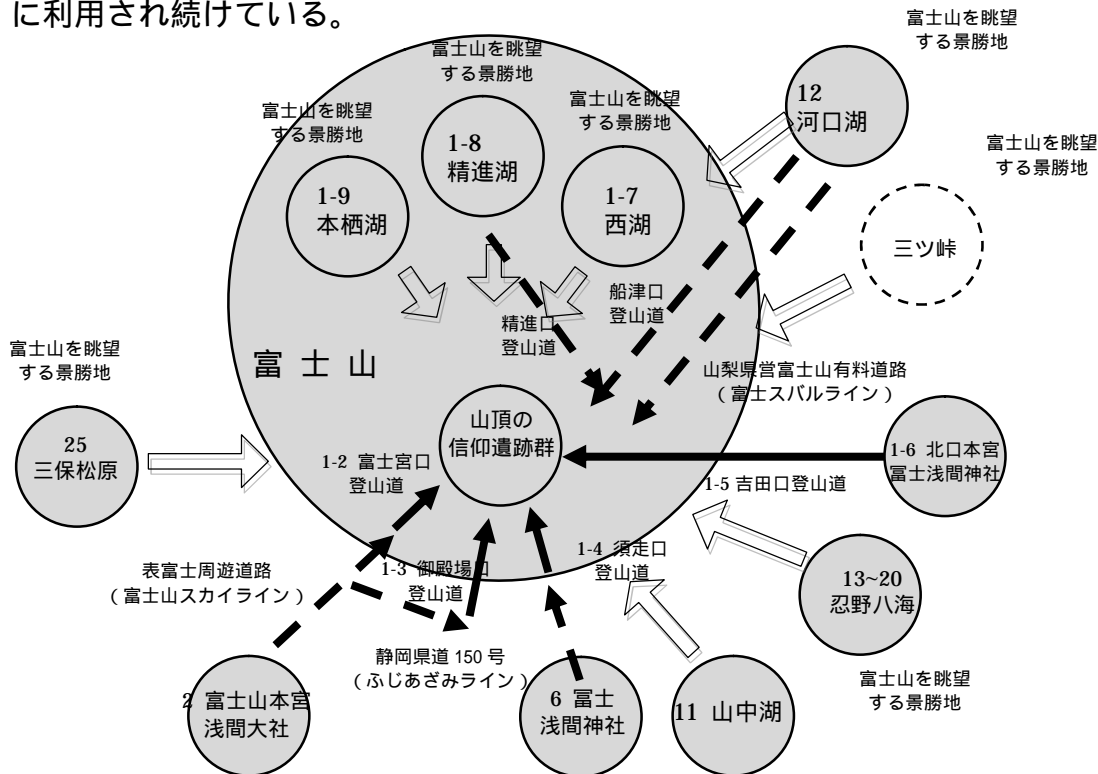 に利用され続けている。
富士山を眺望
する景勝地
富士山を眺望
する景勝地
富士山を眺望
する景勝地
富士山を眺望
する景勝地
12
河口湖
1-8
精進湖
1-9
本栖湖
1-7
西湖
富士山を眺望
する景勝地
三ツ峠
船津口
登山道
精進口
登山道
富士山を眺望
する景勝地
富 士 山
山梨県営富士山有料道路
（富士スバルライン）
25
三保松原
山頂の
信仰遺跡群
1-2 富士宮口
登山道
1-6 北口本宮
冨士浅間神社
1-5 吉田口登山道
表富士周遊道路
（富士山スカイライン）
1-3 御殿場口
登山道
1-4 須走口
登山道
13~20
忍野八海
静岡県道 150 号
（ふじあざみライン）
富士山を眺望
する景勝地
2 富士山本宮
浅間大社
6 冨士
浅間神社
11 山中湖